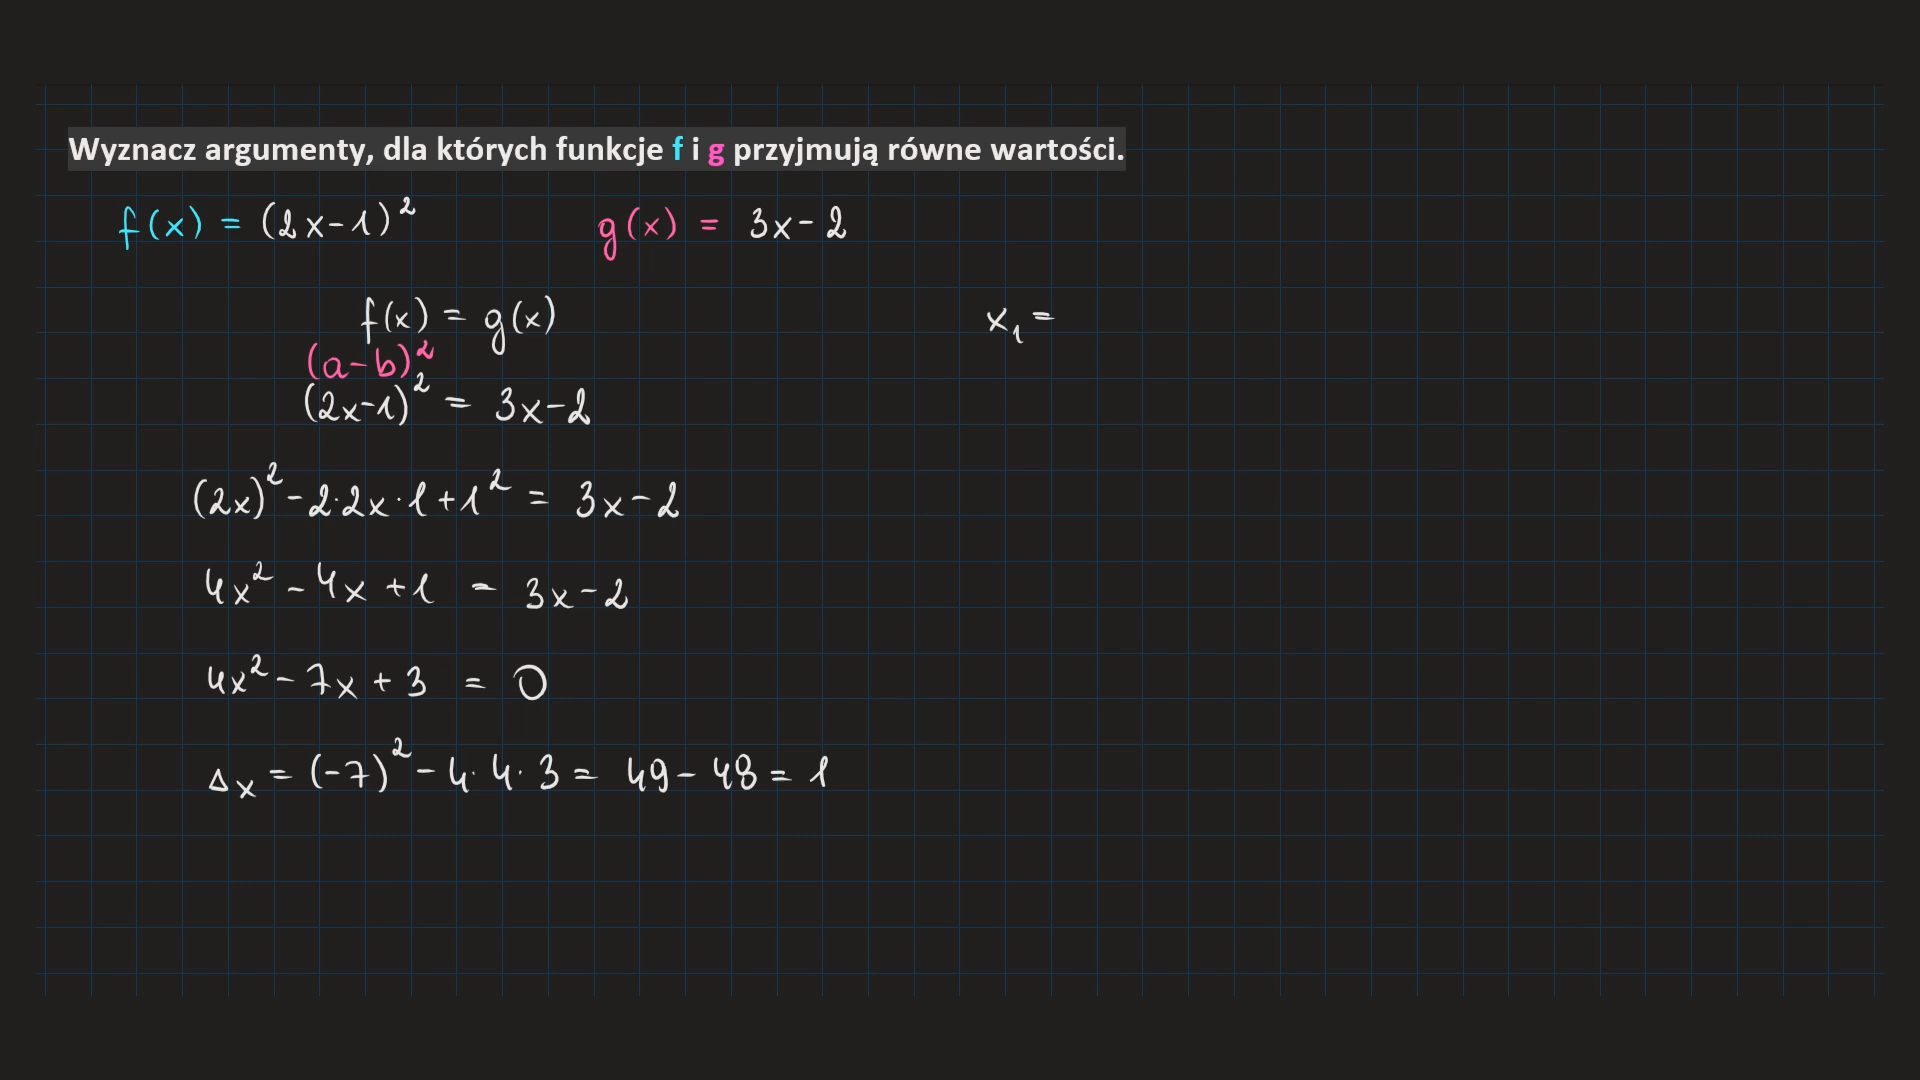 Wyznacz argumenty, dla których funkcje f i g przyjmują równe wartości.
f(x) = (2x-1)² g(x) = 3x-2
f(x) = g(x)
(a-b)²
(2x-1)² = 3x-2
(2x)² - 2·2x·1 + 1² = 3x-2
4x² - 4x + 1 = 3x-2
4x² - 7x + 3 = 0
Δx = (-7)² - 4·4·3 = 49 - 48 = 1
x₁ =